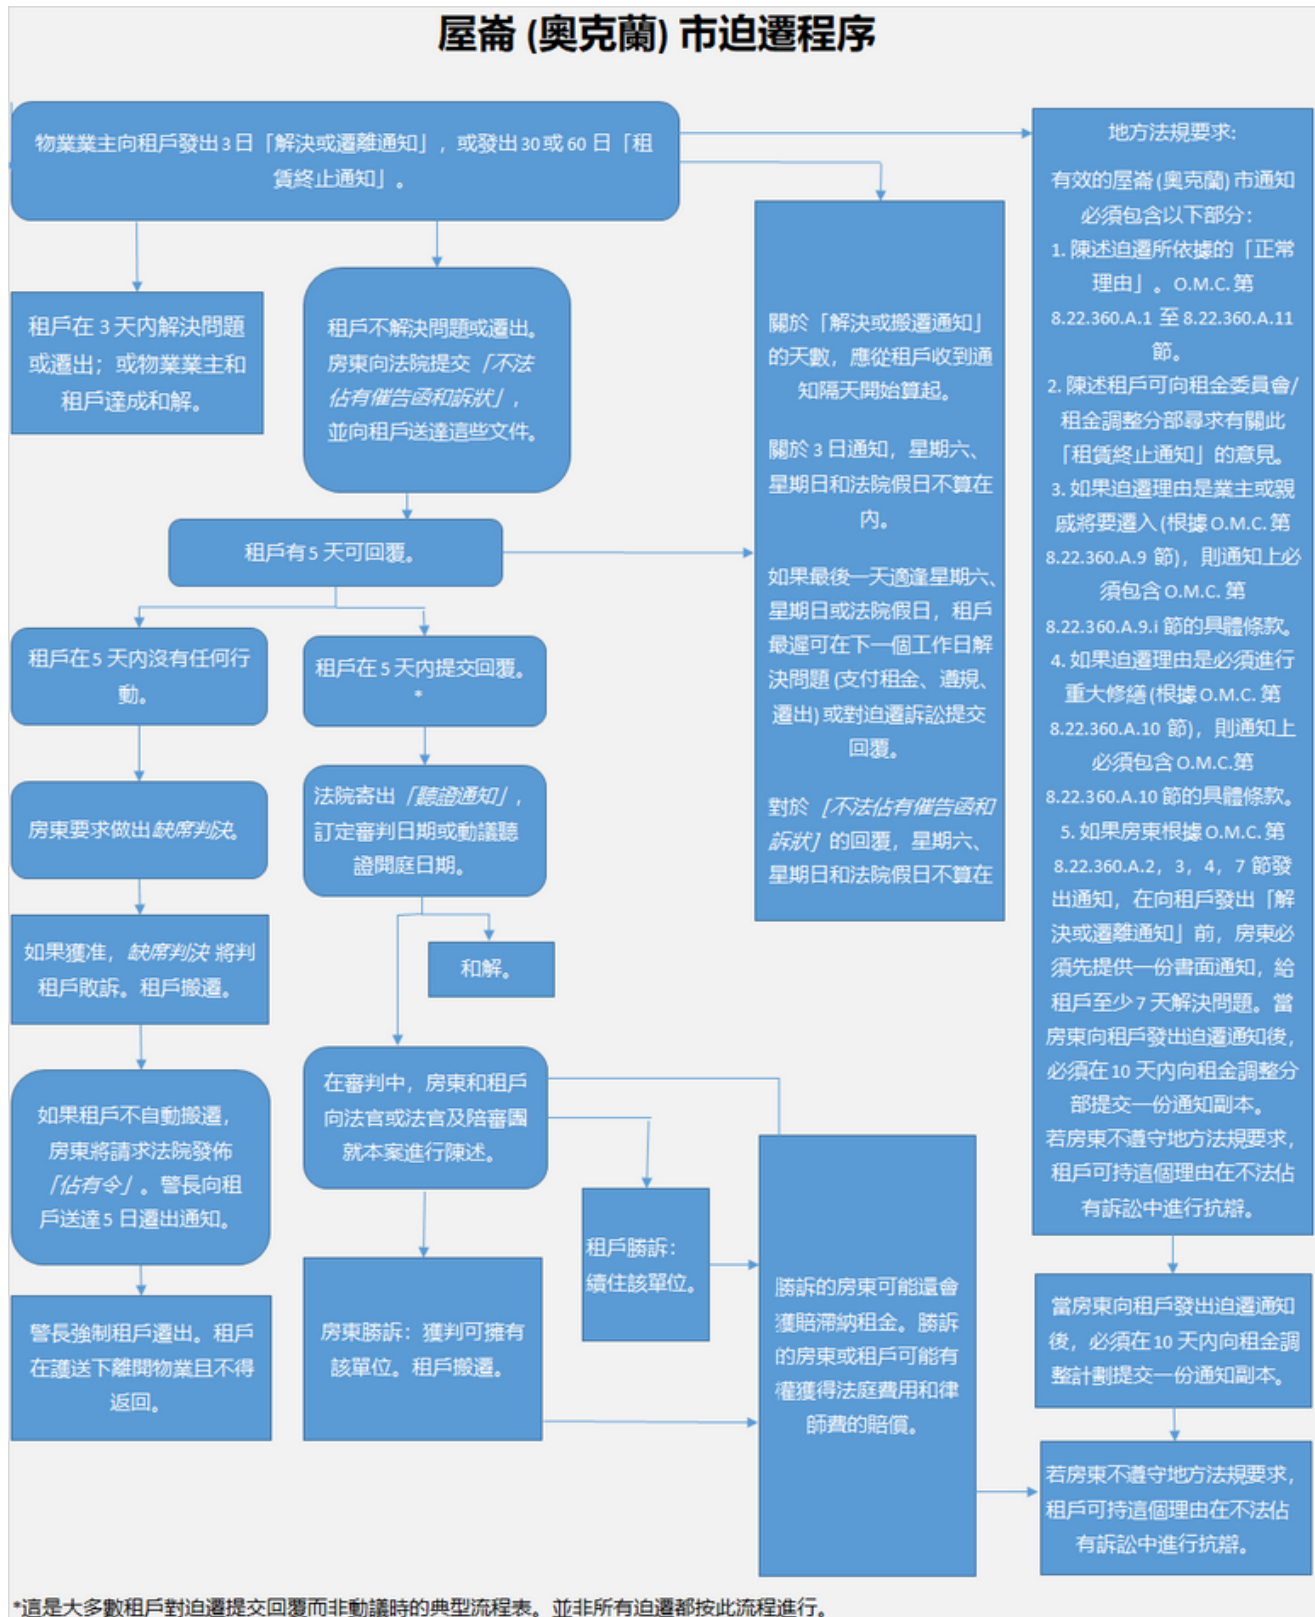 屋崙 (奧克蘭) 市迫遷程序
物業業主向租戶發出 3 日「解決或遷離通知」，或發出 30 或 60 日「租
賃終止通知」。
租戶在 3 天內解決問題
或遷出；或物業業主和
租戶達成和解。
租戶不解決問題或遷出。
房東向法院提交「不法
佔有催告函和訴狀」，
並向租戶送達這些文件。
租戶有 5 天可回覆。
租戶在 5 天內沒有任何行
動。
租戶在 5 天內提交回覆。
*
房東要求做出缺席判決。
法院寄出「聽證通知」，
訂定審判日期或動議聽
證開庭日期。
如果獲准，缺席判決 將判
租戶敗訴。租戶搬遷。
和解。
如果租戶不自動搬遷，
房東將請求法院發佈
「佔有令」。警長向租
戶送達 5 日遷出通知。
在審判中，房東和租戶
向法官或法官及陪審團
就本案進行陳述。
警長強制租戶遷出。租戶
在護送下離開物業且不得
返回。
房東勝訴：獲判可擁有
該單位。租戶搬遷。
租戶勝訴：
續住該單位。
勝訴的房東可能還會
獲賠滯納租金。勝訴
的房東或租戶可能有
權獲得法庭費用和律
師費的賠償。
關於「解決或搬遷通知」
的天數，應從租戶收到通
知隔天開始算起。
關於 3 日通知，星期六、
星期日和法院假日不算在
內。
如果最後一天適逢星期六、
星期日或法院假日，租戶
最遲可在下一個工作日解
決問題 (支付租金、遵規、
遷出) 或對迫遷訴訟提交
回覆。
對於［不法佔有催告函和
訴狀］的回覆，星期六、
星期日和法院假日不算在
地方法規要求:
有效的屋崙 (奧克蘭) 市通知
必須包含以下部分：
1. 陳述迫遷所依據的「正常
理由」。O.M.C. 第
8.22.360.A.1 至 8.22.360.A.11
節。
2. 陳述租戶可向租金委員會/
租金調整分部尋求有關此
「租賃終止通知」的意見。
3. 如果迫遷理由是業主或親
戚將要遷入 (根據 O.M.C. 第
8.22.360.A.9 節)，則通知上必
須包含 O.M.C. 第
8.22.360.A.9.i 節的具體條款。
4. 如果迫遷理由是必須進行
重大修繕 (根據 O.M.C. 第
8.22.360.A.10 節)，則通知上
必須包含 O.M.C.第
8.22.360.A.10 節的具體條款。
5. 如果房東根據 O.M.C. 第
8.22.360.A.2，3，4，7 節發
出通知，在向租戶發出「解
決或遷離通知」前，房東必
須先提供一份書面通知，給
租戶至少 7 天解決問題。當
房東向租戶發出迫遷通知後，
必須在 10 天內向租金調整分
部提交一份通知副本。
若房東不遵守地方法規要求，
租戶可持這個理由在不法佔
有訴訟中進行抗辯。
當房東向租戶發出迫遷通知
後，必須在 10 天內向租金調
整計劃提交一份通知副本。
若房東不遵守地方法規要求，
租戶可持這個理由在不法佔
有訴訟中進行抗辯。
*這是大多數租戶對迫遷提交回覆而非動議時的典型流程表。並非所有迫遷都按此流程進行。